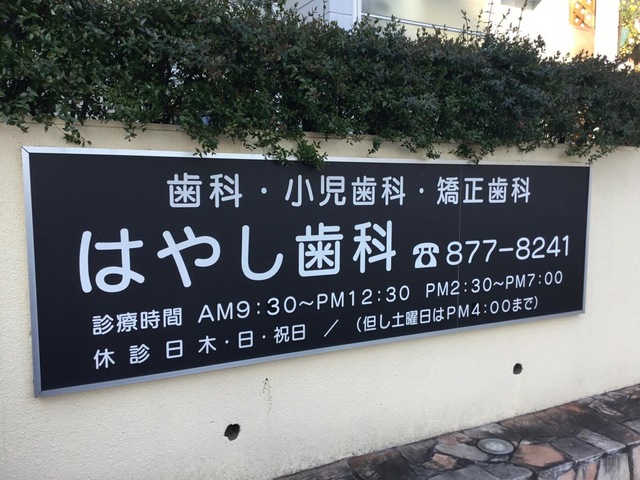 歯科・小児歯科・矯正歯科
はやし歯科 ☎877-8241
診療時間 AM9:30〜PM12:30 PM2:30〜PM7:00
休診日 木・日・祝日 / (但し土曜日はPM4:00まで)